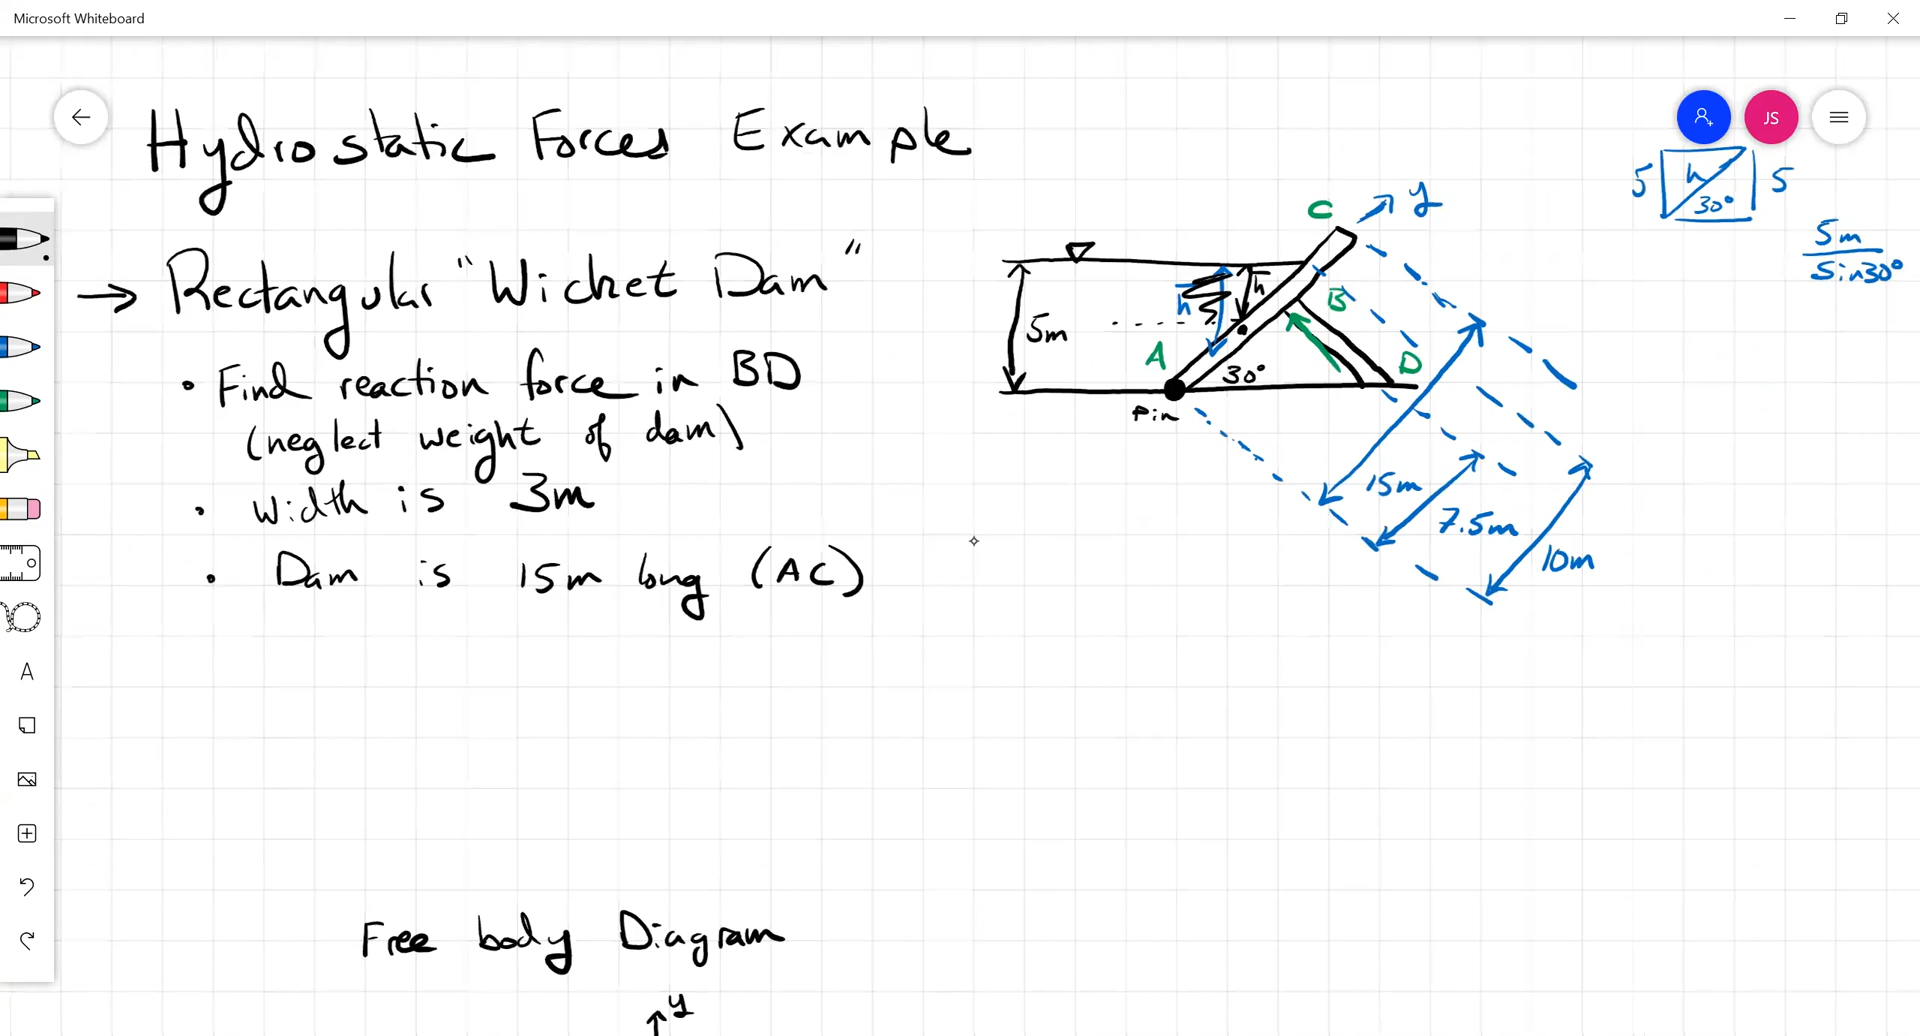 Microsoft Whiteboard
Hydrostatic Forces Example
JS
→ Rectangular "Wicket Dam"
• Find reaction force in BD
(neglect weight of dam)
• Width is 3m
• Dam is 15m long (AC)
C
y
5m
h
h
B
A
D
30°
Pin
15m
7.5m
10m
5
h
30°
5
5m
Sin30°
A
Free body Diagram
y